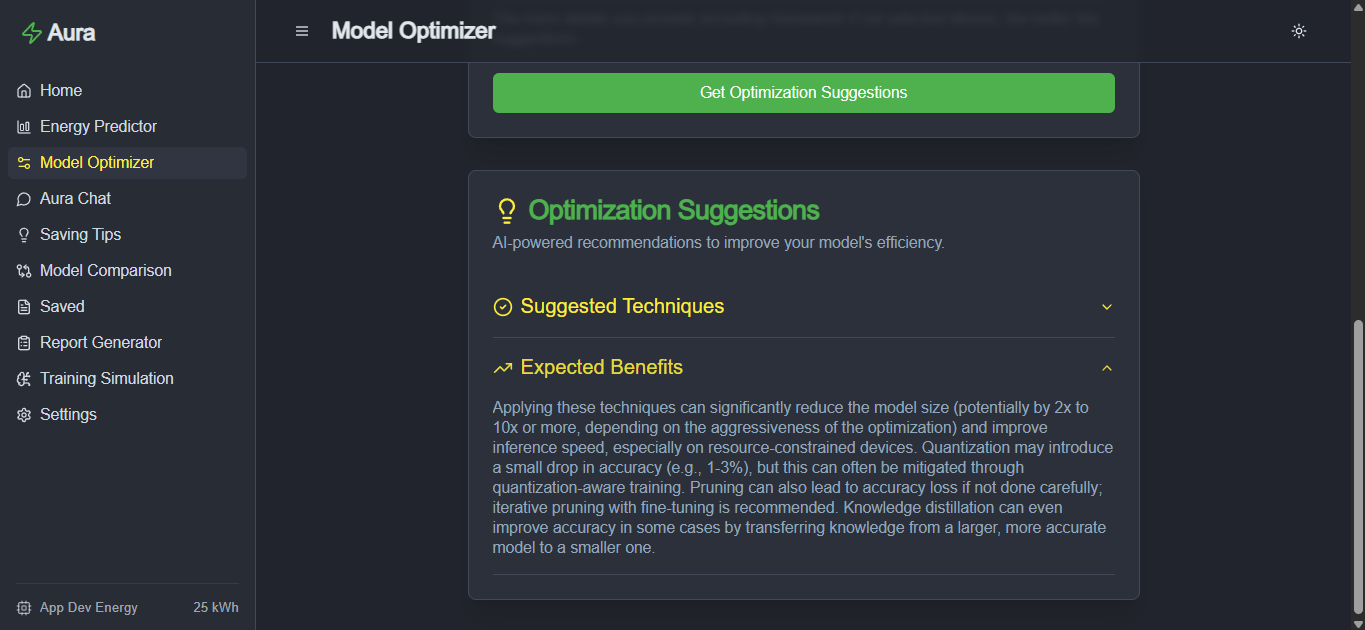 Aura
Home
Energy Predictor
Model Optimizer
Aura Chat
Saving Tips
Model Comparison
Saved
Report Generator
Training Simulation
Settings
App Dev Energy 25 kWh
Model Optimizer
Get Optimization Suggestions
Optimization Suggestions
AI-powered recommendations to improve your model's efficiency.
Suggested Techniques
Expected Benefits
Applying these techniques can significantly reduce the model size (potentially by 2x to
10x or more, depending on the aggressiveness of the optimization) and improve
inference speed, especially on resource-constrained devices. Quantization may introduce
a small drop in accuracy (e.g., 1-3%), but this can often be mitigated through
quantization-aware training. Pruning can also lead to accuracy loss if not done carefully;
iterative pruning with fine-tuning is recommended. Knowledge distillation can even
improve accuracy in some cases by transferring knowledge from a larger, more accurate
model to a smaller one.